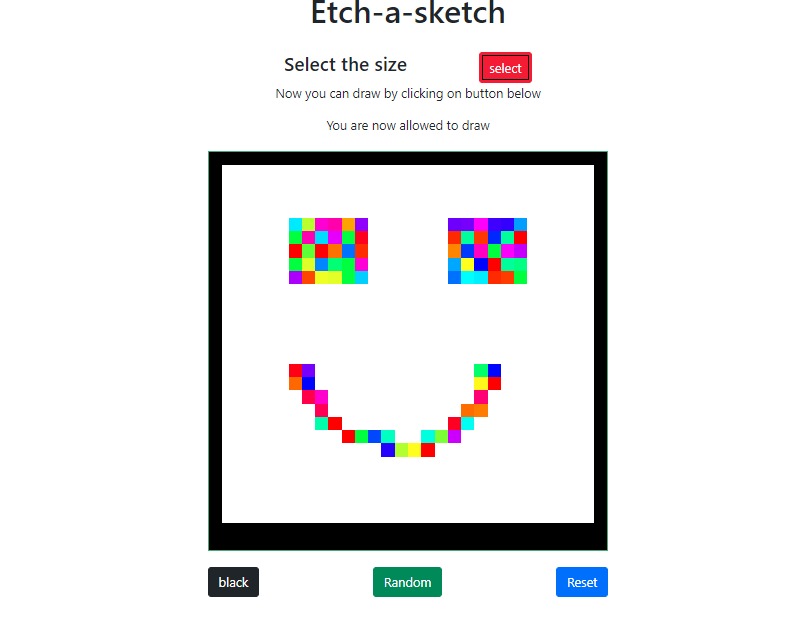 Etch-a-sketch
Select the size
select
Now you can draw by clicking on button below
You are now allowed to draw
black
Random
Reset